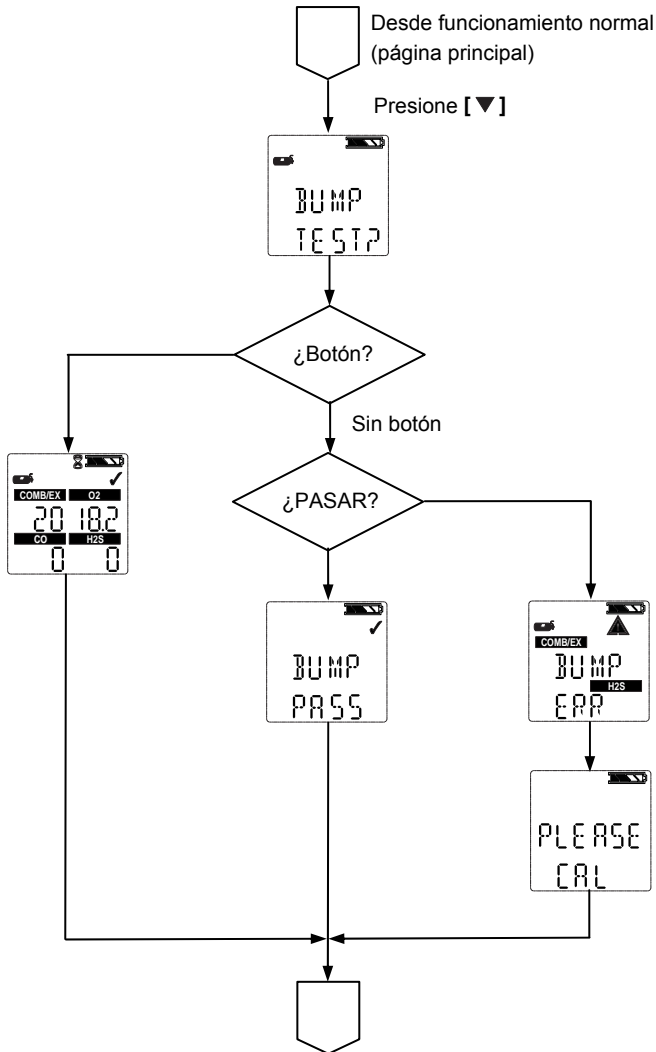 Desde funcionamiento normal
(página principal)
Presione [▼]
BUMP
TEST?
¿Botón?
Sin botón
COMB/EX O2
20 18.2
CO H2S
0 0
¿PASAR?
BUMP
PASS
COMB/EX
BUMP
H2S
ERR
PLEASE
CAL